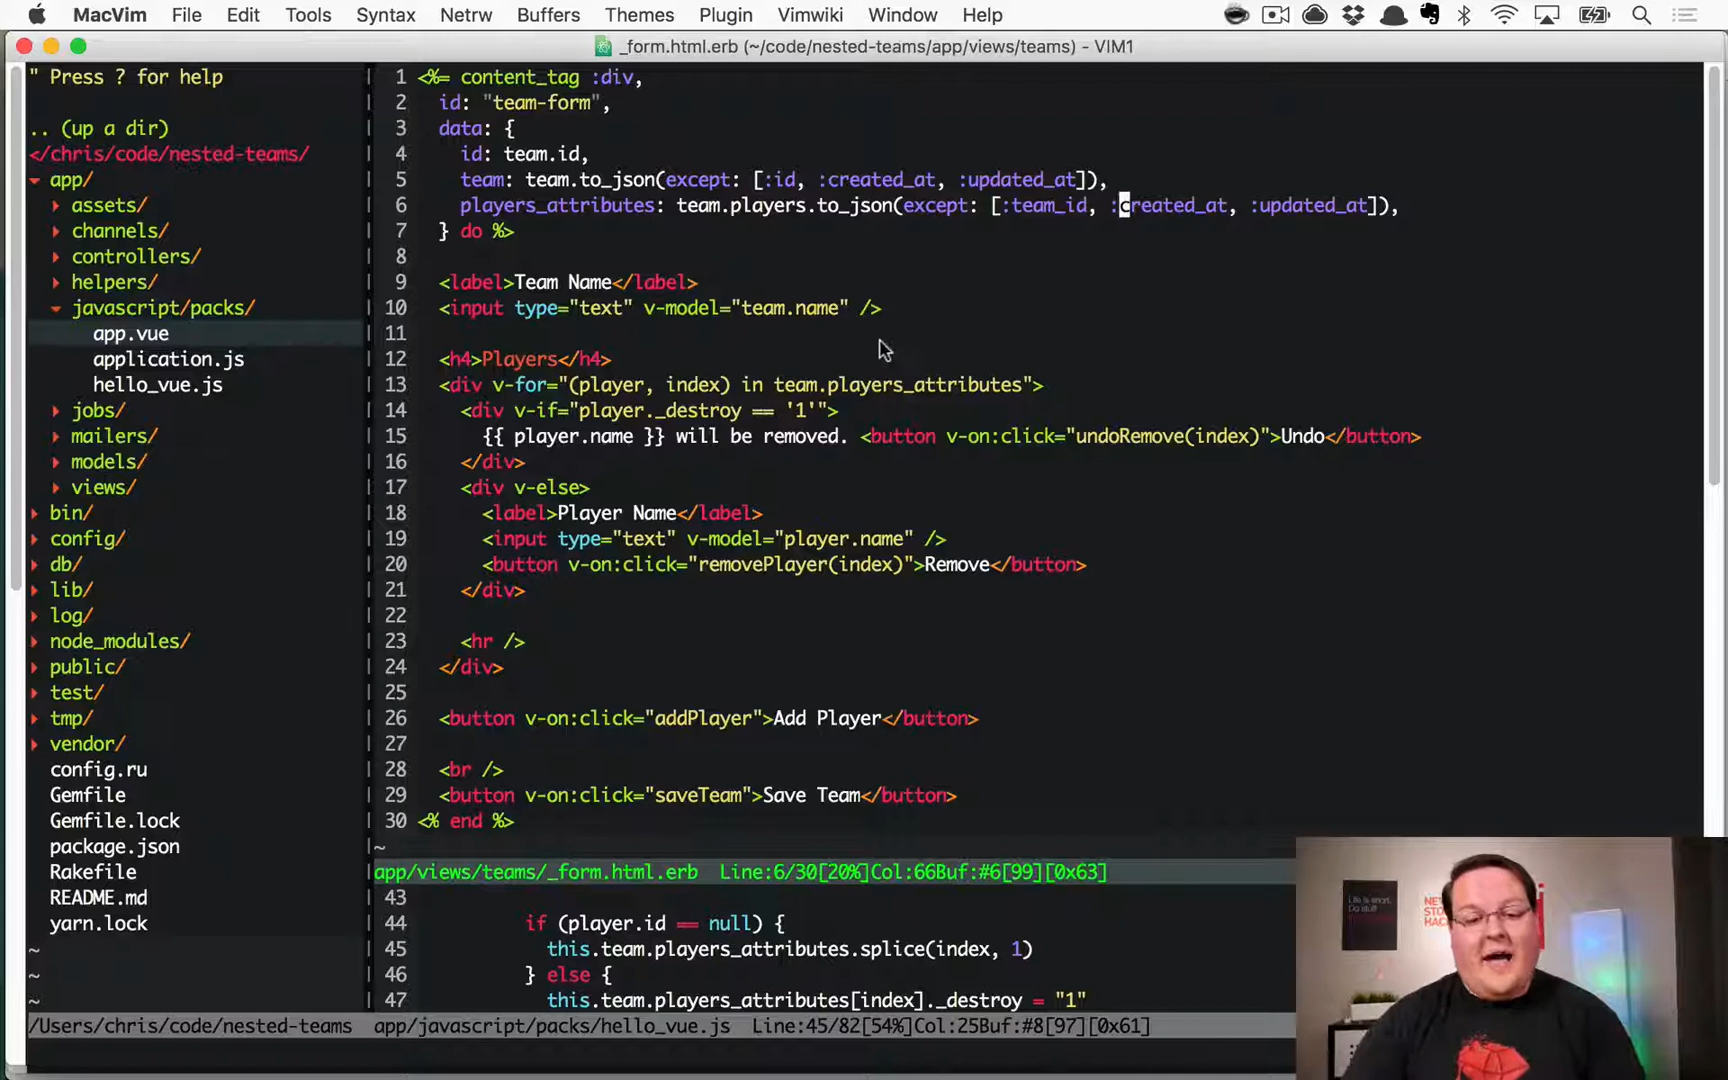 MacVim File Edit Tools Syntax Netrw Buffers Themes Plugin Vimwiki Window Help
_form.html.erb (~/code/nested-teams/app/views/teams) - VIM1
" Press ? for help
.. (up a dir)
</chris/code/nested-teams/
app/
assets/
channels/
controllers/
helpers/
javascript/packs/
app.vue
application.js
hello_vue.js
jobs/
mailers/
models/
views/
bin/
config/
db/
lib/
log/
node_modules/
public/
test/
tmp/
vendor/
config.ru
Gemfile
Gemfile.lock
package.json
Rakefile
README.md
yarn.lock
~
~
~
/Users/chris/code/nested-teams
1 <%= content_tag :div,
2 id: "team-form",
3 data: {
4 id: team.id,
5 team: team.to_json(except: [:id, :created_at, :updated_at]),
6 players_attributes: team.players.to_json(except: [:team_id, :created_at, :updated_at]),
7 } do %>
8
9 <label>Team Name</label>
10 <input type="text" v-model="team.name" />
11
12 <h4>Players</h4>
13 <div v-for="(player, index) in team.players_attributes">
14 <div v-if="player._destroy == '1'">
15 {{ player.name }} will be removed. <button v-on:click="undoRemove(index)">Undo</button>
16 </div>
17 <div v-else>
18 <label>Player Name</label>
19 <input type="text" v-model="player.name" />
20 <button v-on:click="removePlayer(index)">Remove</button>
21 </div>
22
23 <hr />
24 </div>
25
26 <button v-on:click="addPlayer">Add Player</button>
27
28 <br />
29 <button v-on:click="saveTeam">Save Team</button>
30 <% end %>
~
app/views/teams/_form.html.erb Line:6/30[20%]Col:66Buf:#6[99][0x63]
43
44 if (player.id == null) {
45 this.team.players_attributes.splice(index, 1)
46 } else {
47 this.team.players_attributes[index]._destroy = "1"
app/javascript/packs/hello_vue.js Line:45/82[54%]Col:25Buf:#8[97][0x61]